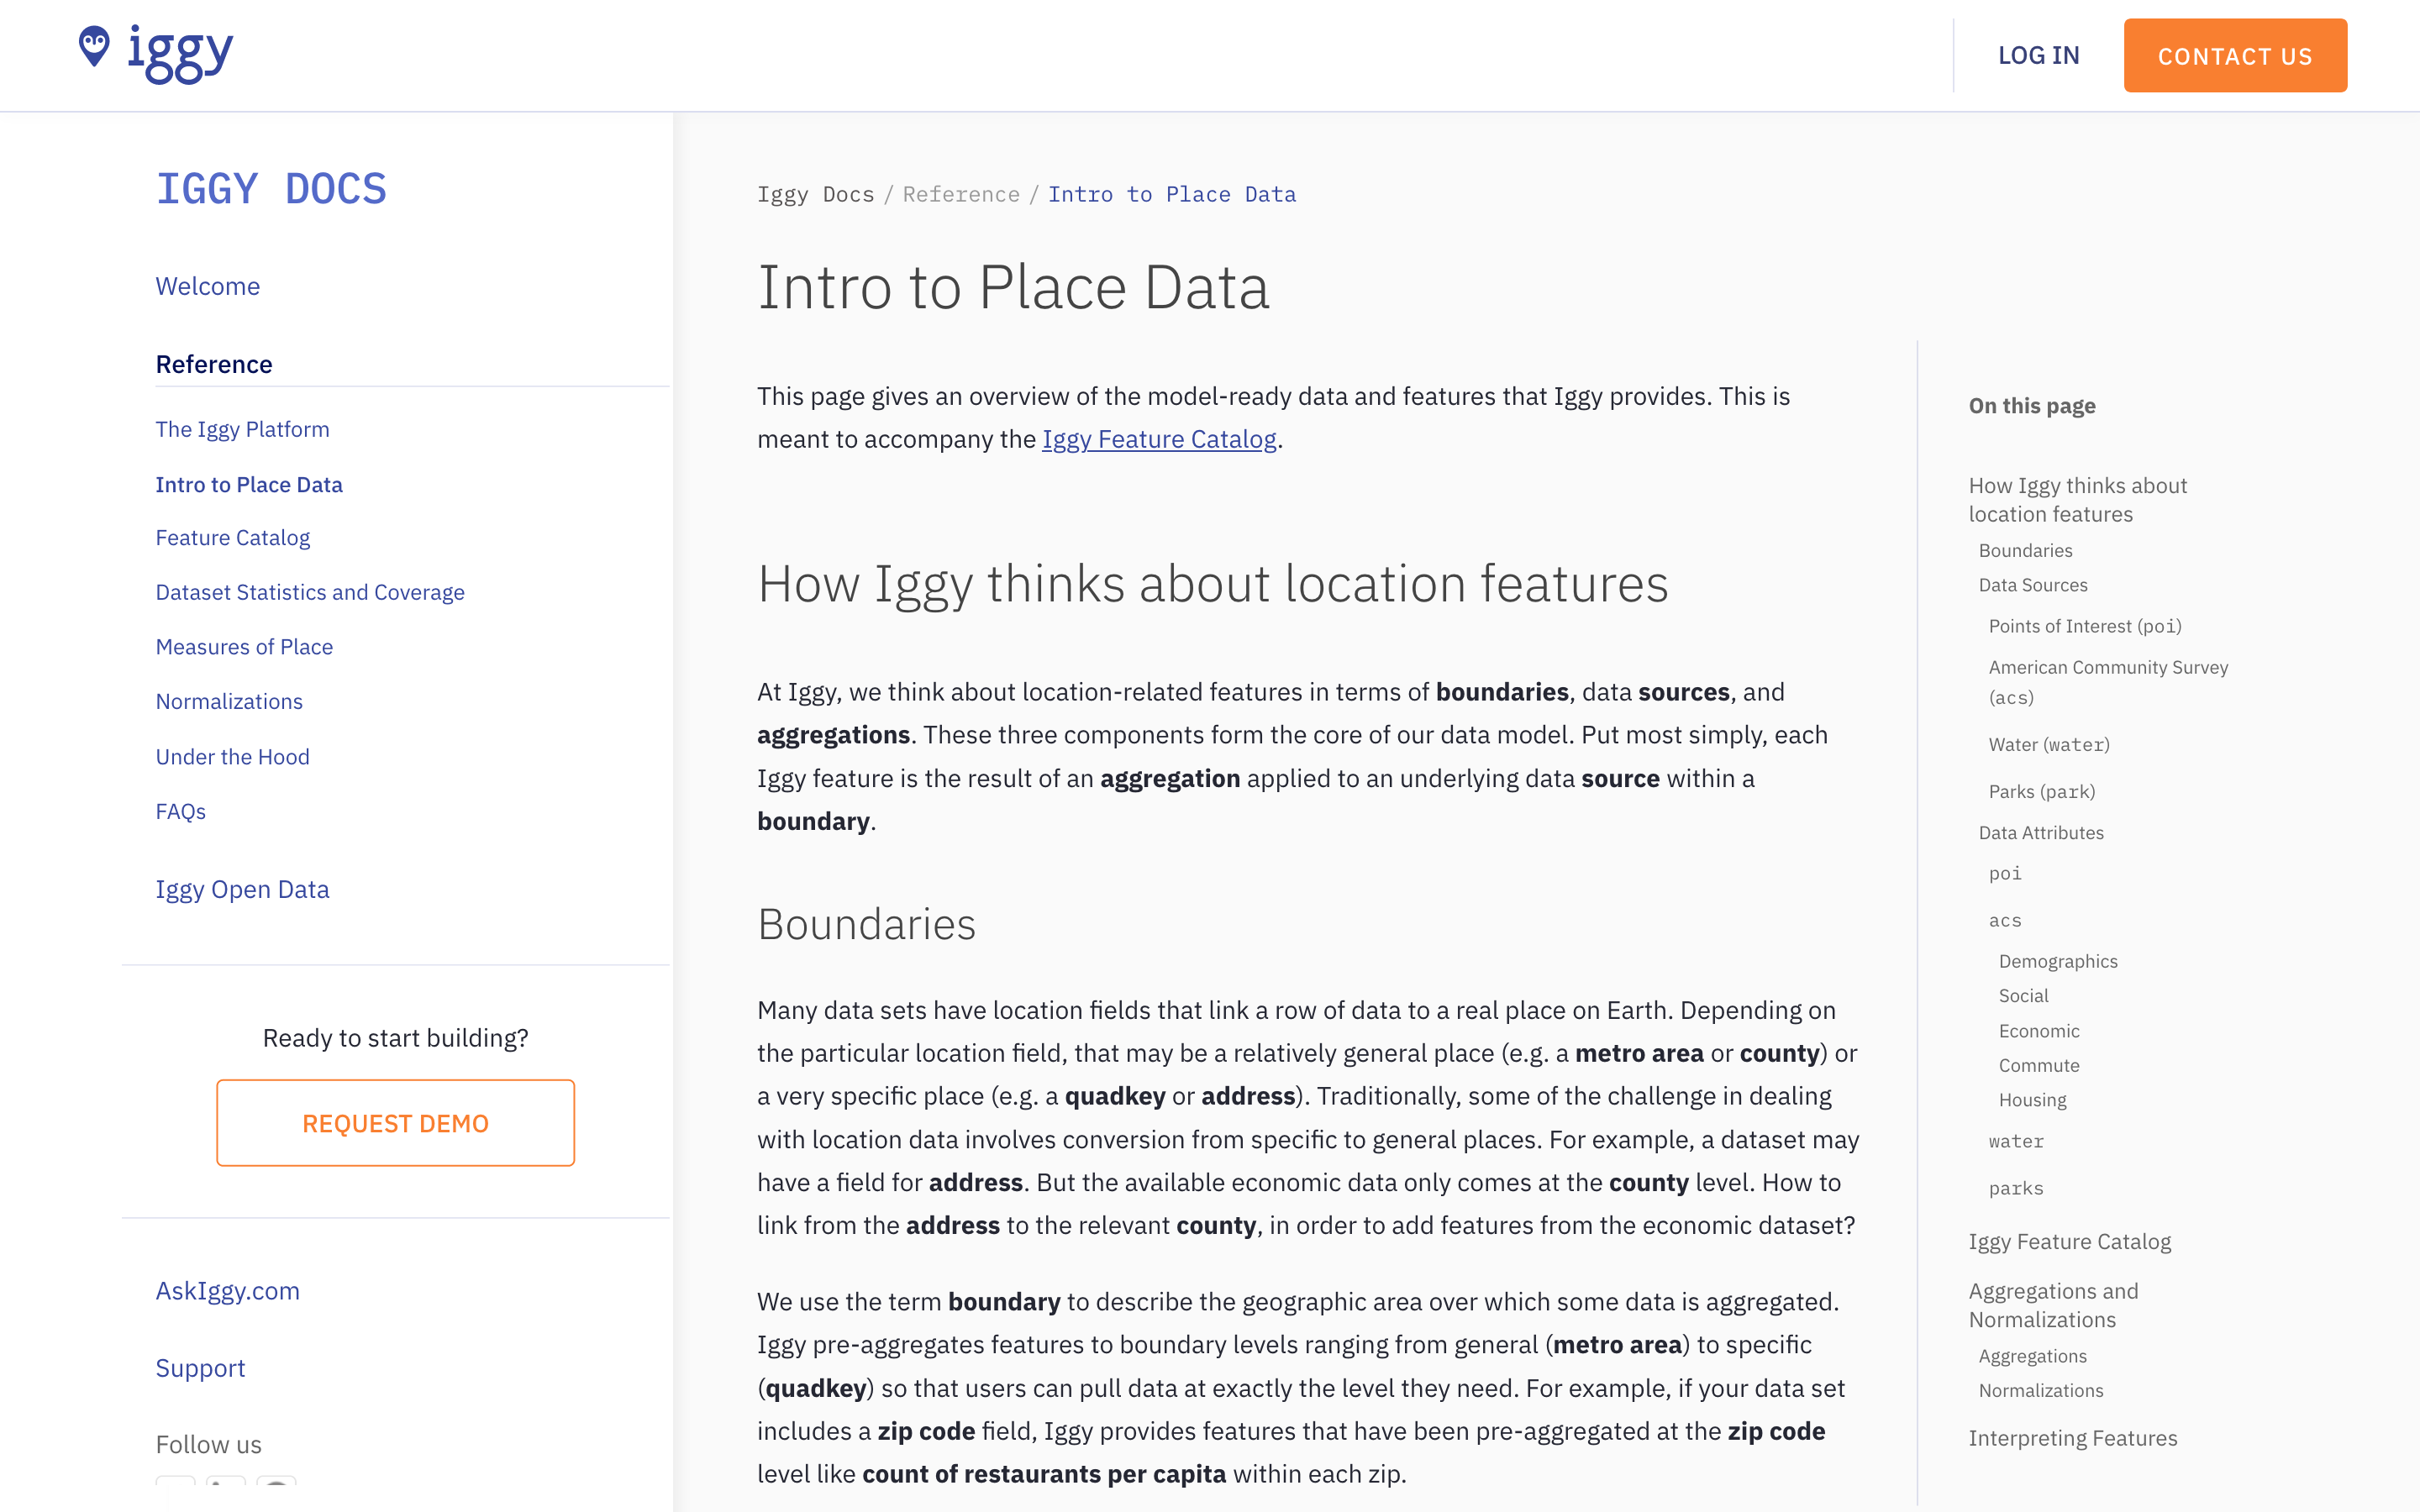 iggy
LOG IN
CONTACT US
IGGY DOCS
Welcome
Reference
The Iggy Platform
Intro to Place Data
Feature Catalog
Dataset Statistics and Coverage
Measures of Place
Normalizations
Under the Hood
FAQs
Iggy Open Data
Ready to start building?
REQUEST DEMO
AskIggy.com
Support
Follow us
Iggy Docs / Reference / Intro to Place Data
Intro to Place Data
This page gives an overview of the model-ready data and features that Iggy provides. This is
meant to accompany the Iggy Feature Catalog.
How Iggy thinks about location features
At Iggy, we think about location-related features in terms of boundaries, data sources, and
aggregations. These three components form the core of our data model. Put most simply, each
Iggy feature is the result of an aggregation applied to an underlying data source within a
boundary.
Boundaries
Many data sets have location fields that link a row of data to a real place on Earth. Depending on
the particular location field, that may be a relatively general place (e.g. a metro area or county) or
a very specific place (e.g. a quadkey or address). Traditionally, some of the challenge in dealing
with location data involves conversion from specific to general places. For example, a dataset may
have a field for address. But the available economic data only comes at the county level. How to
link from the address to the relevant county, in order to add features from the economic dataset?
We use the term boundary to describe the geographic area over which some data is aggregated.
Iggy pre-aggregates features to boundary levels ranging from general (metro area) to specific
(quadkey) so that users can pull data at exactly the level they need. For example, if your data set
includes a zip code field, Iggy provides features that have been pre-aggregated at the zip code
level like count of restaurants per capita within each zip.
On this page
How Iggy thinks about
location features
Boundaries
Data Sources
Points of Interest (poi)
American Community Survey
(acs)
Water (water)
Parks (park)
Data Attributes
poi
acs
Demographics
Social
Economic
Commute
Housing
water
parks
Iggy Feature Catalog
Aggregations and
Normalizations
Aggregations
Normalizations
Interpreting Features